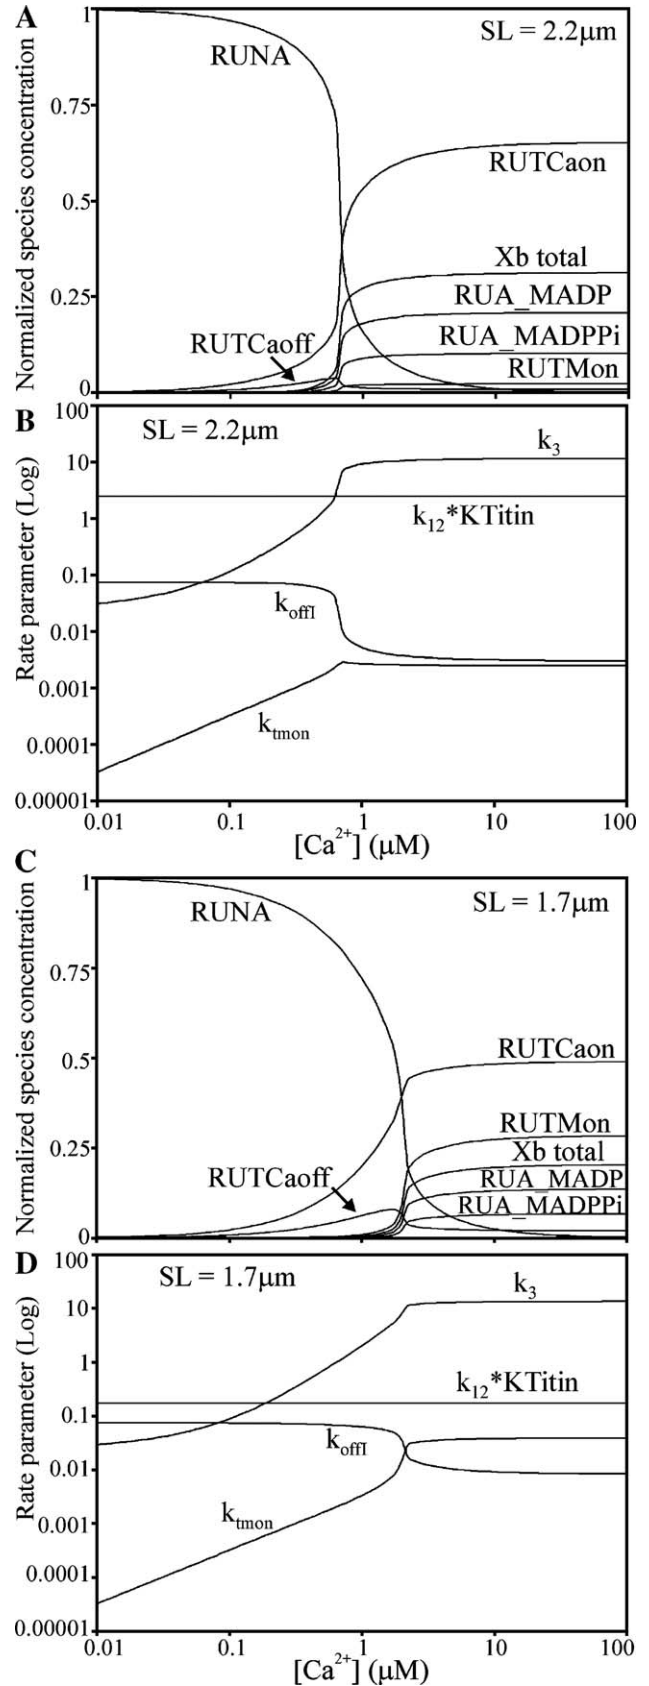 A
SL = 2.2μm
RUNA
Normalized species concentration
1
0.75
0.5
0.25
0
RUTCaon
Xb total
RUA_MADP
RUTCaoff
RUA_MADPPi
RUTMon
B
SL = 2.2μm
Rate parameter (Log)
100
10
1
0.1
0.01
0.001
0.0001
0.00001
k₃
k₁₂*KTitin
k_offI
k_tmon
0.01 0.1 1 10 100
[Ca²⁺] (μM)
C
SL = 1.7μm
RUNA
Normalized species concentration
1
0.75
0.5
0.25
0
RUTCaon
RUTMon
Xb total
RUTCaoff
RUA_MADP
RUA_MADPPi
D
SL = 1.7μm
Rate parameter (Log)
100
10
1
0.1
0.01
0.001
0.0001
0.00001
k₃
k₁₂*KTitin
k_offI
k_tmon
0.01 0.1 1 10 100
[Ca²⁺] (μM)